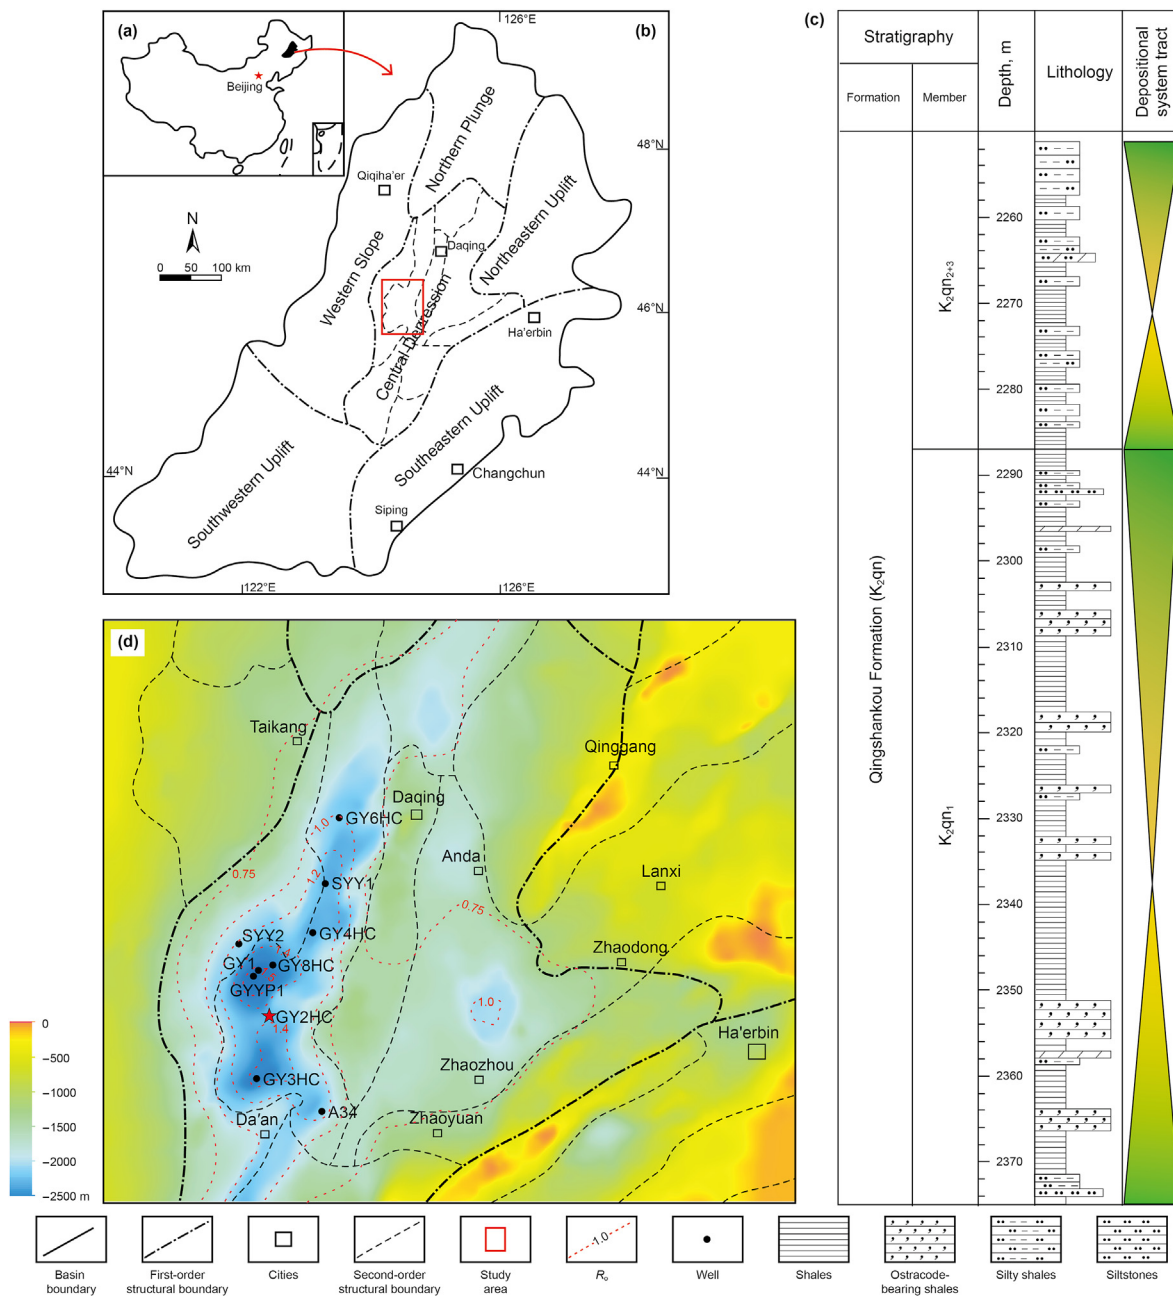 (a)
Beijing
(b)
126°E
48°N
46°N
44°N
44°N
122°E
126°E
N
0 50 100 km
Qiqiha'er
Northern Plunge
Northeastern Uplift
Western Slope
Daqing
Central Depression
Ha'erbin
Southeastern Uplift
Southwestern Uplift
Changchun
Siping
(c)
Stratigraphy
Formation
Member
Depth, m
Lithology
Depositional
system tract
Qingshankou Formation (K₂qn)
K₂qn₂₊₃
K₂qn₁
2260
2270
2280
2290
2300
2310
2320
2330
2340
2350
2360
2370
(d)
Taikang
Qinggang
Daqing
GY6HC
1.0
Anda
Lanxi
0.75
1.2
SYY1
0.75
SYY2
GY4HC
Zhaodong
GY1
GY8HC
GYYP1
1.0
GY2HC
1.4
Ha'erbin
Zhaozhou
GY3HC
A34
Da'an
Zhaoyuan
0
−500
−1000
−1500
−2000
−2500 m
1.0
Basin
boundary
First-order
structural boundary
Cities
Second-order
structural boundary
Study
area
Rₒ
Well
Shales
Ostracode-
bearing shales
Silty shales
Siltstones